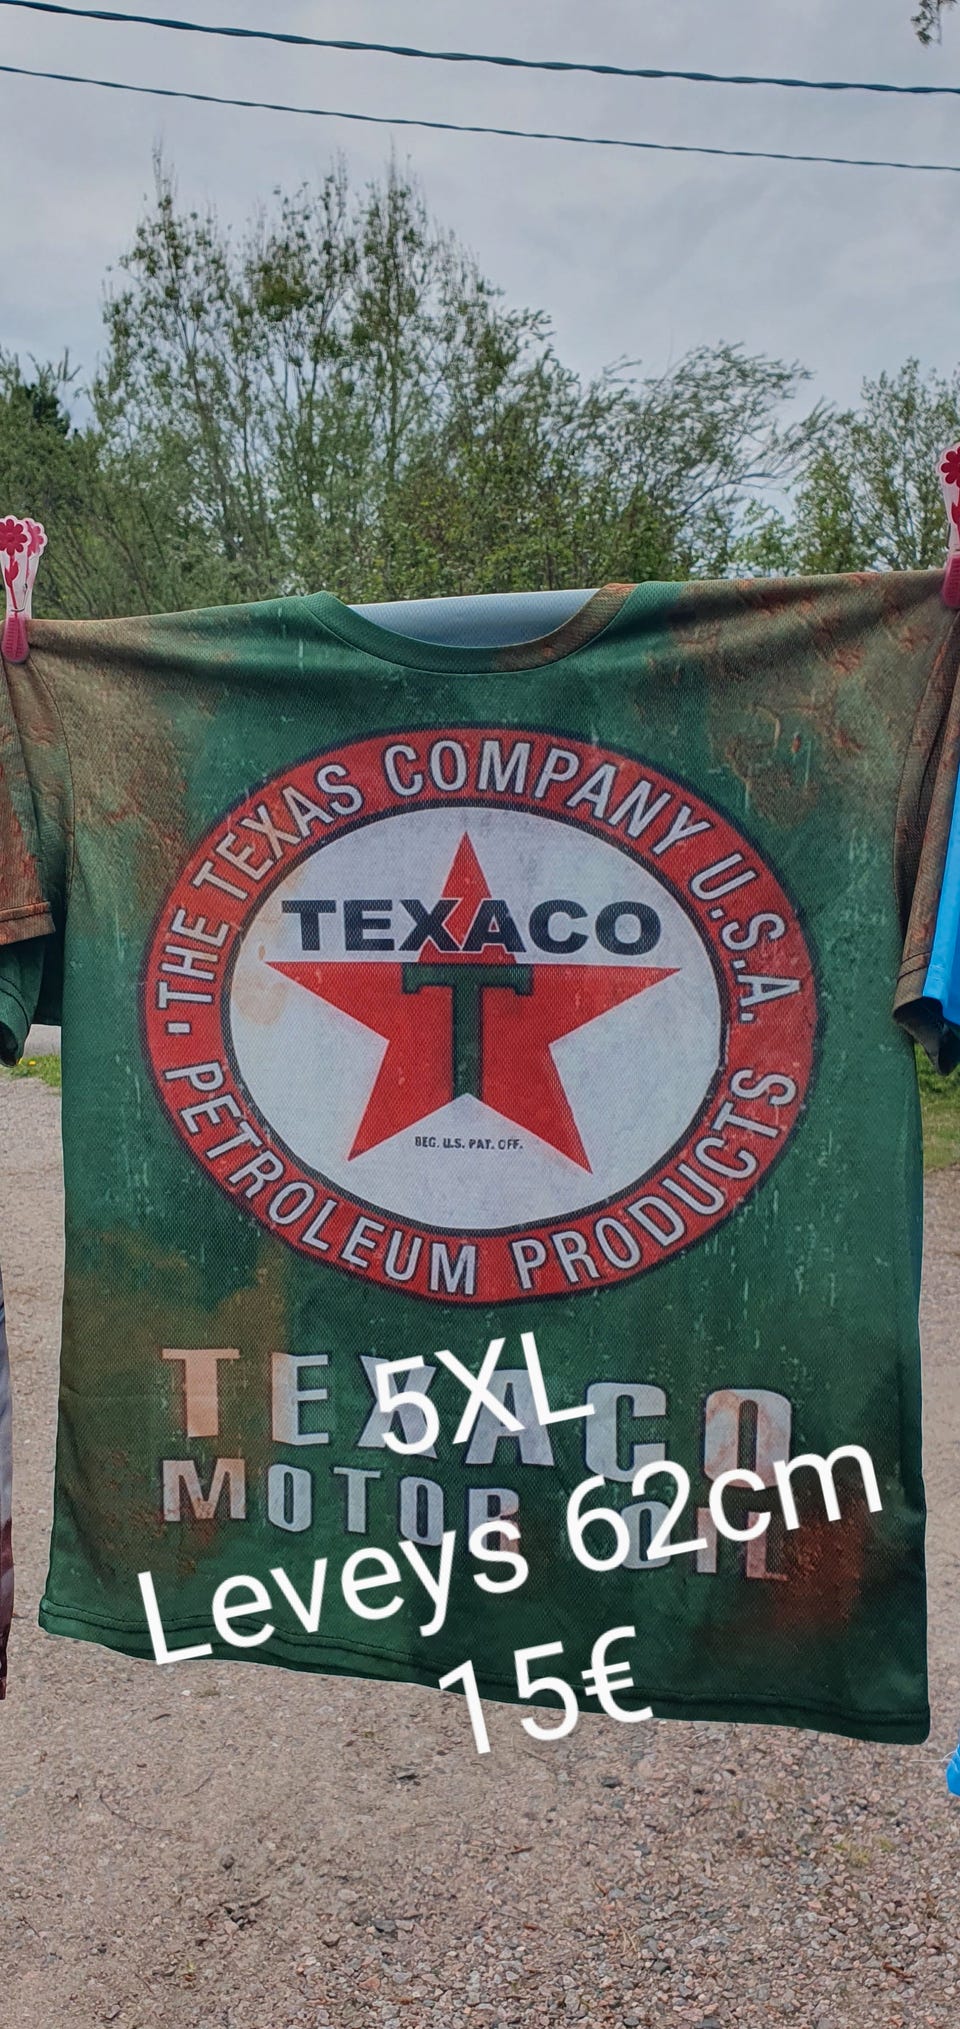 ·THE TEXAS COMPANY U.S.A.
TEXACO
T
REG. U.S. PAT. OFF.
PETROLEUM PRODUCTS
TEXACO
MOTOR OIL
5XL
Leveys 62cm
15€